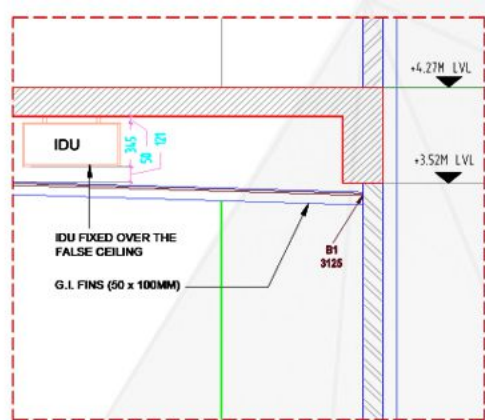 +4.27M LVL
IDU
345
50
121
+3.52M LVL
IDU FIXED OVER THE
FALSE CEILING
B1
3125
G.I. FINS (50 x 100MM)